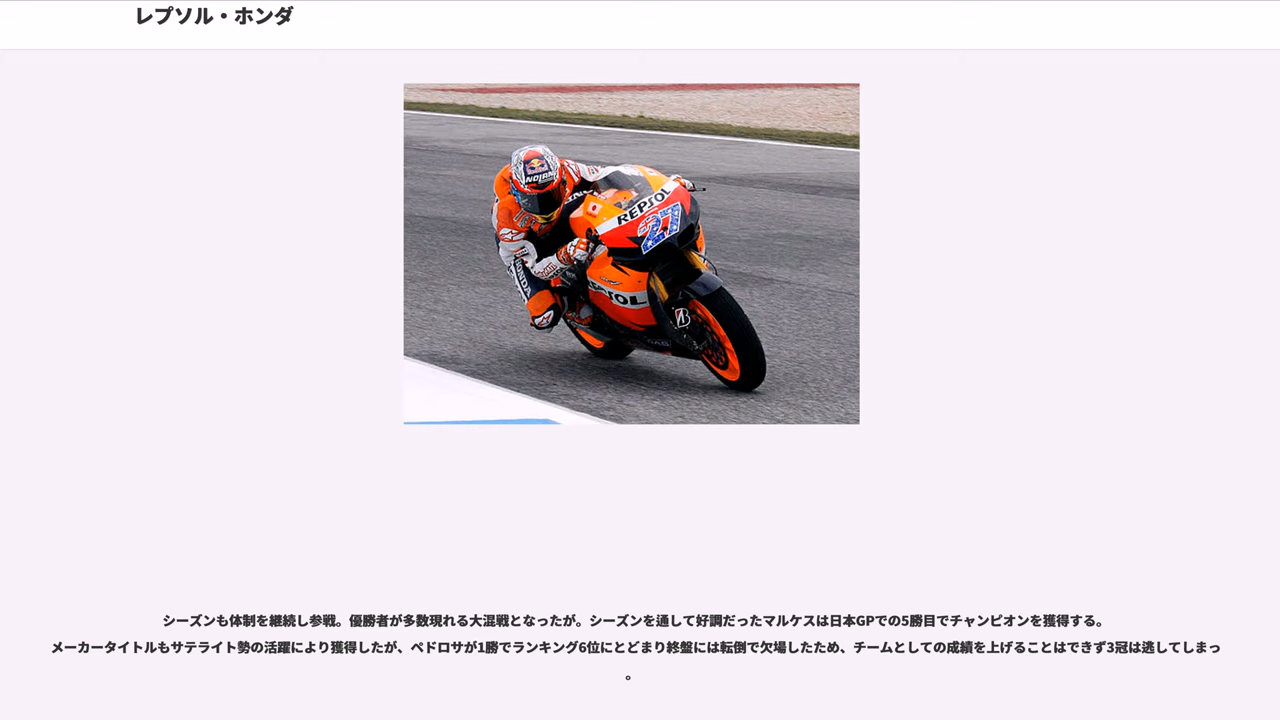 レプソル・ホンダ
NOLAN
REPSOL
27
HONDA
シーズンも体制を継続し参戦。優勝者が多数現れる大混戦となったが。シーズンを通して好調だったマルケスは日本GPでの5勝目でチャンピオンを獲得する。
メーカータイトルもサテライト勢の活躍により獲得したが、ペドロサが1勝でランキング6位にとどまり終盤には転倒で欠場したため、チームとしての成績を上げることはできず3冠は逃してしまっ
。